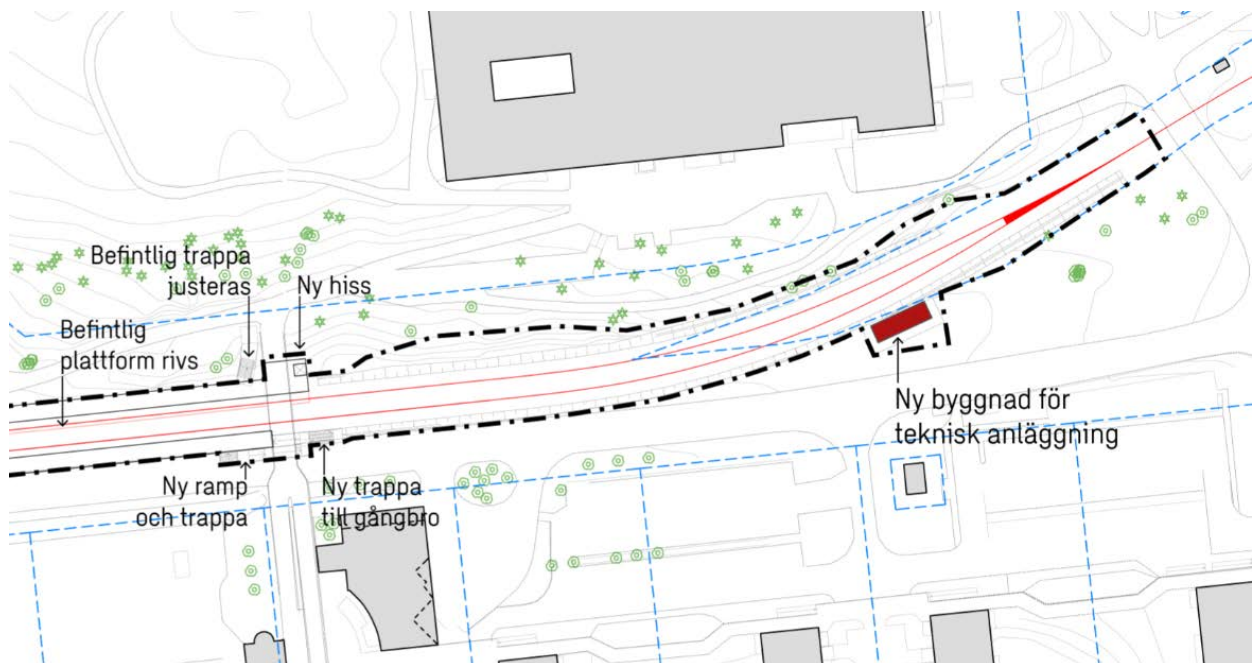 Befintlig trappa
justeras
Ny hiss
Befintlig
plattform rivs
Ny byggnad för
teknisk anläggning
Ny ramp
och trappa
Ny trappa
till gångbro